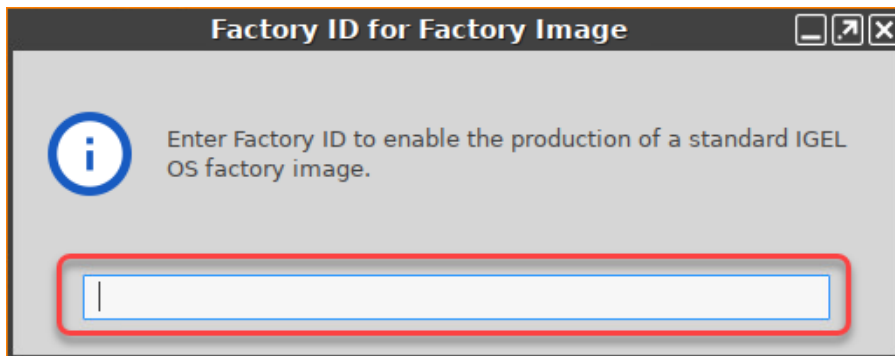 Factory ID for Factory Image
Enter Factory ID to enable the production of a standard IGEL
OS factory image.